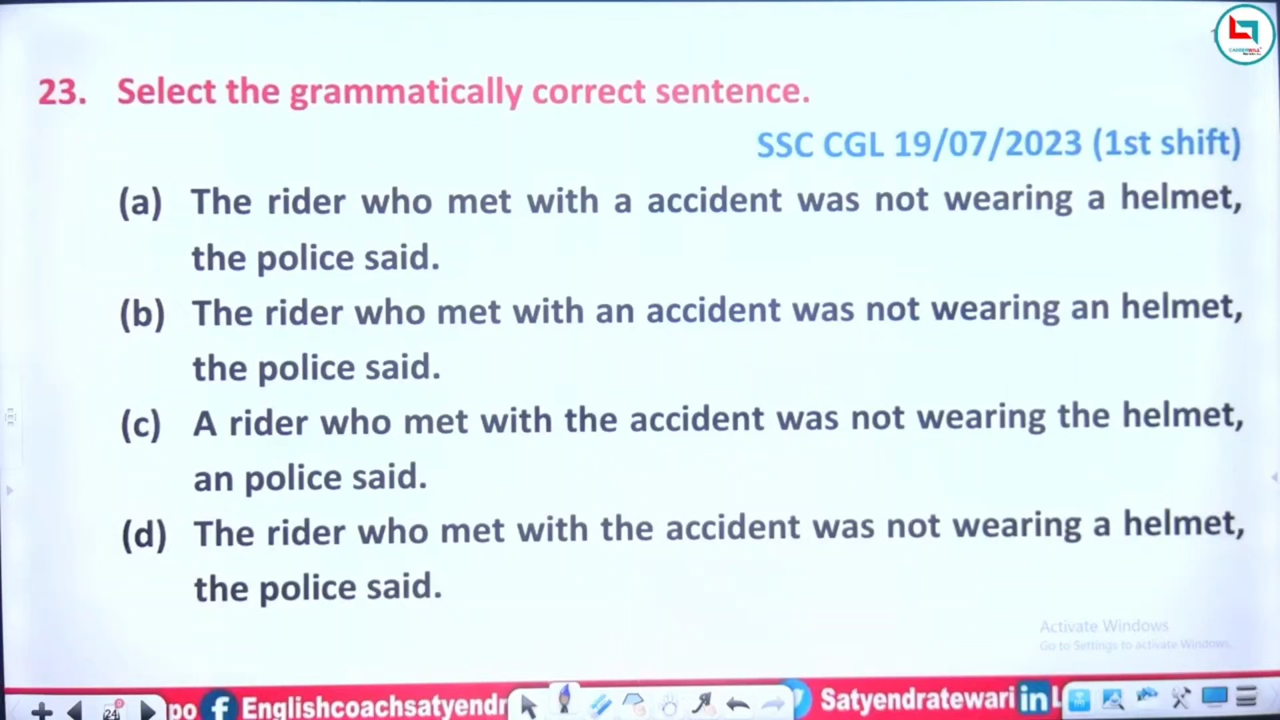 CAREERWILL
23. Select the grammatically correct sentence.
SSC CGL 19/07/2023 (1st shift)
(a) The rider who met with a accident was not wearing a helmet,
the police said.
(b) The rider who met with an accident was not wearing an helmet,
the police said.
(c) A rider who met with the accident was not wearing the helmet,
an police said.
(d) The rider who met with the accident was not wearing a helmet,
the police said.
Activate Windows
Go to Settings to activate Windows.
24
po f Englishcoachsatyendr Satyendratewari in L